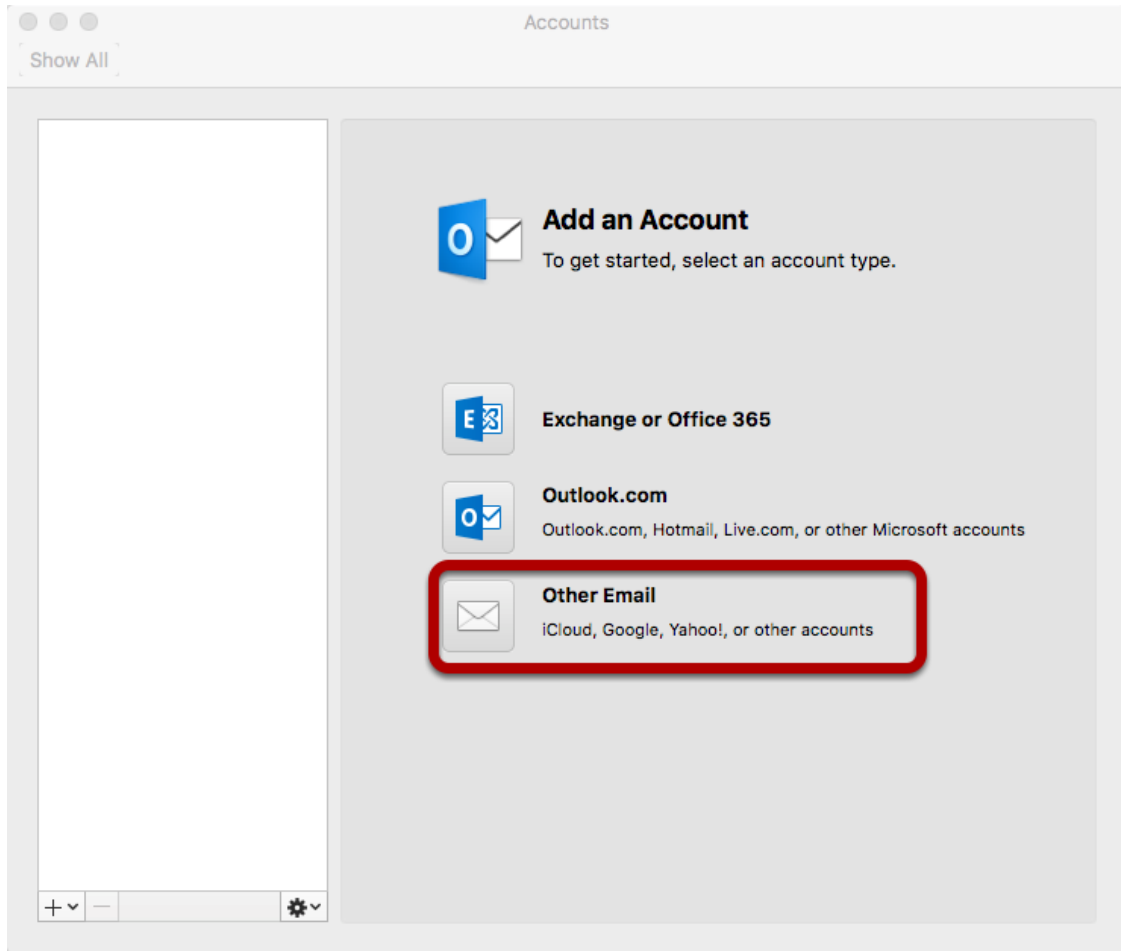 Accounts
Show All
Add an Account
To get started, select an account type.
Exchange or Office 365
Outlook.com
Outlook.com, Hotmail, Live.com, or other Microsoft accounts
Other Email
iCloud, Google, Yahoo!, or other accounts